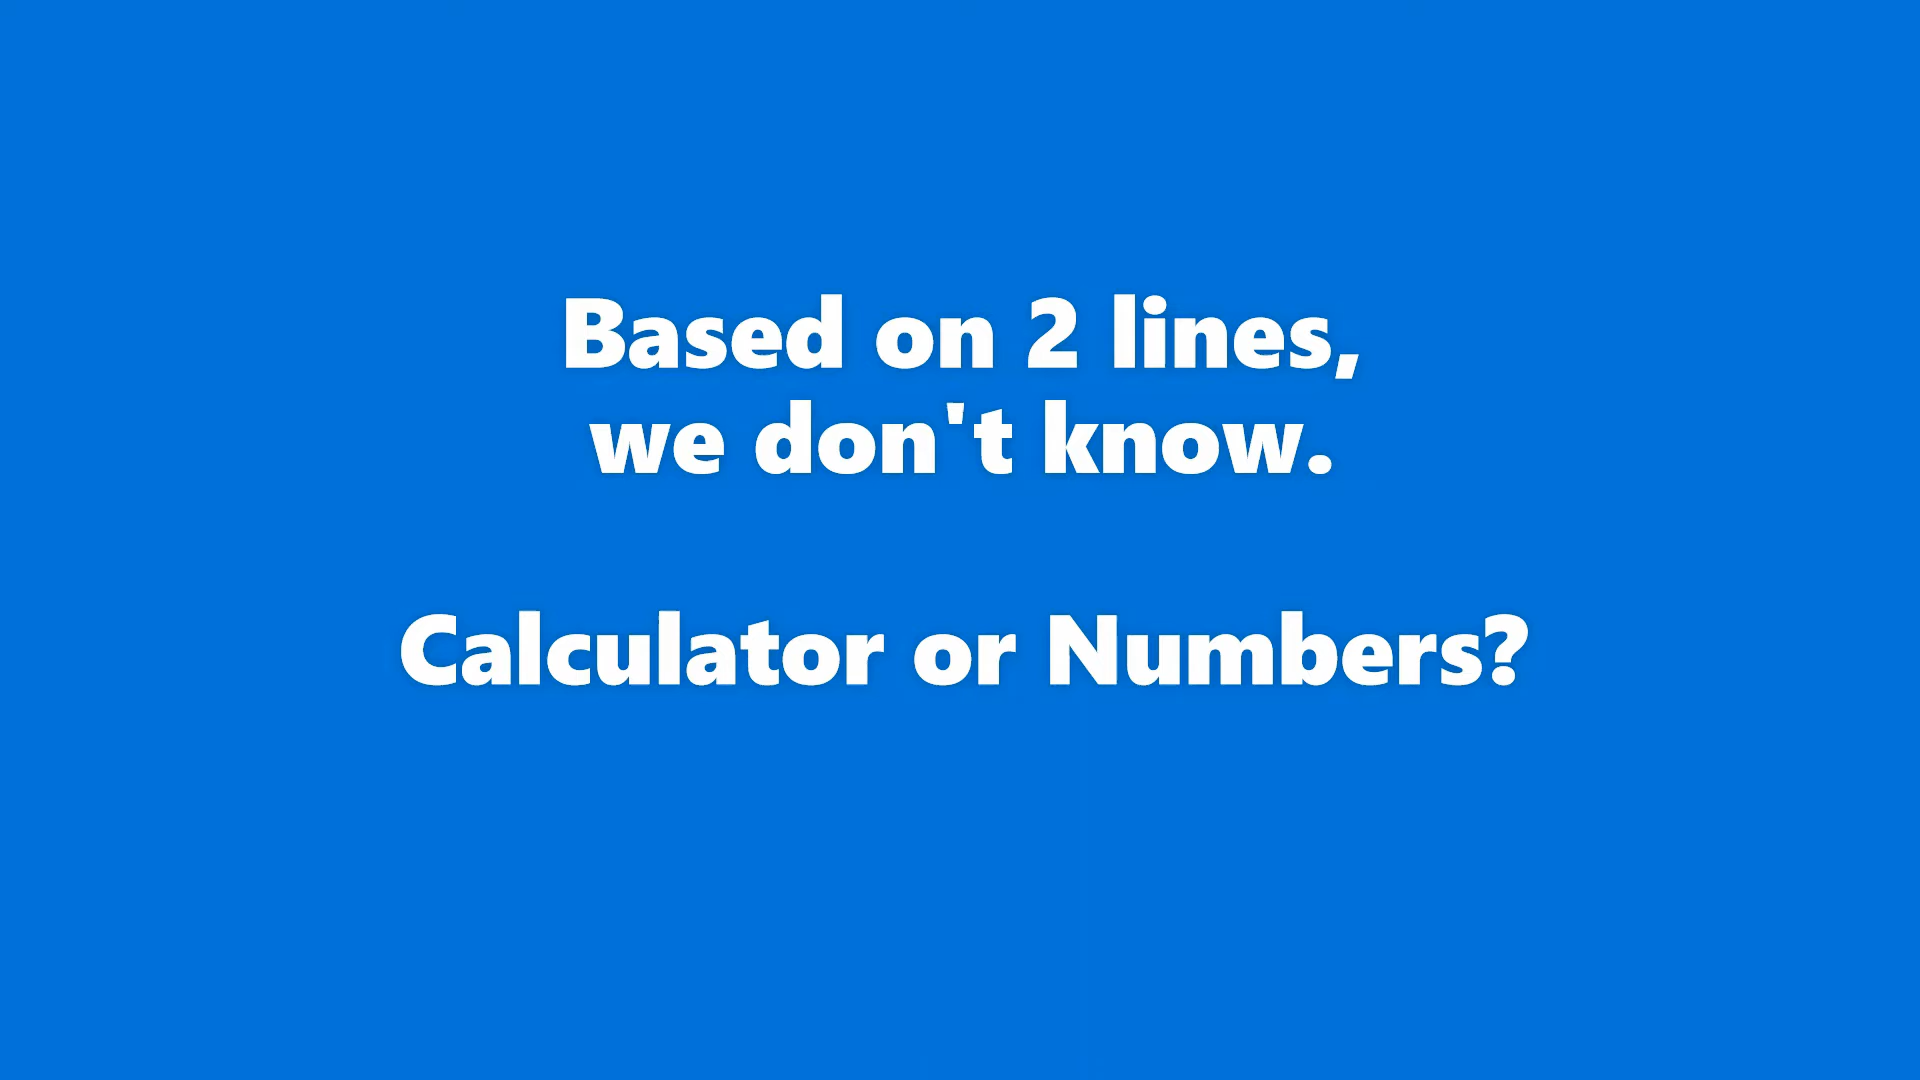 Based on 2 lines,
we don't know.
Calculator or Numbers?